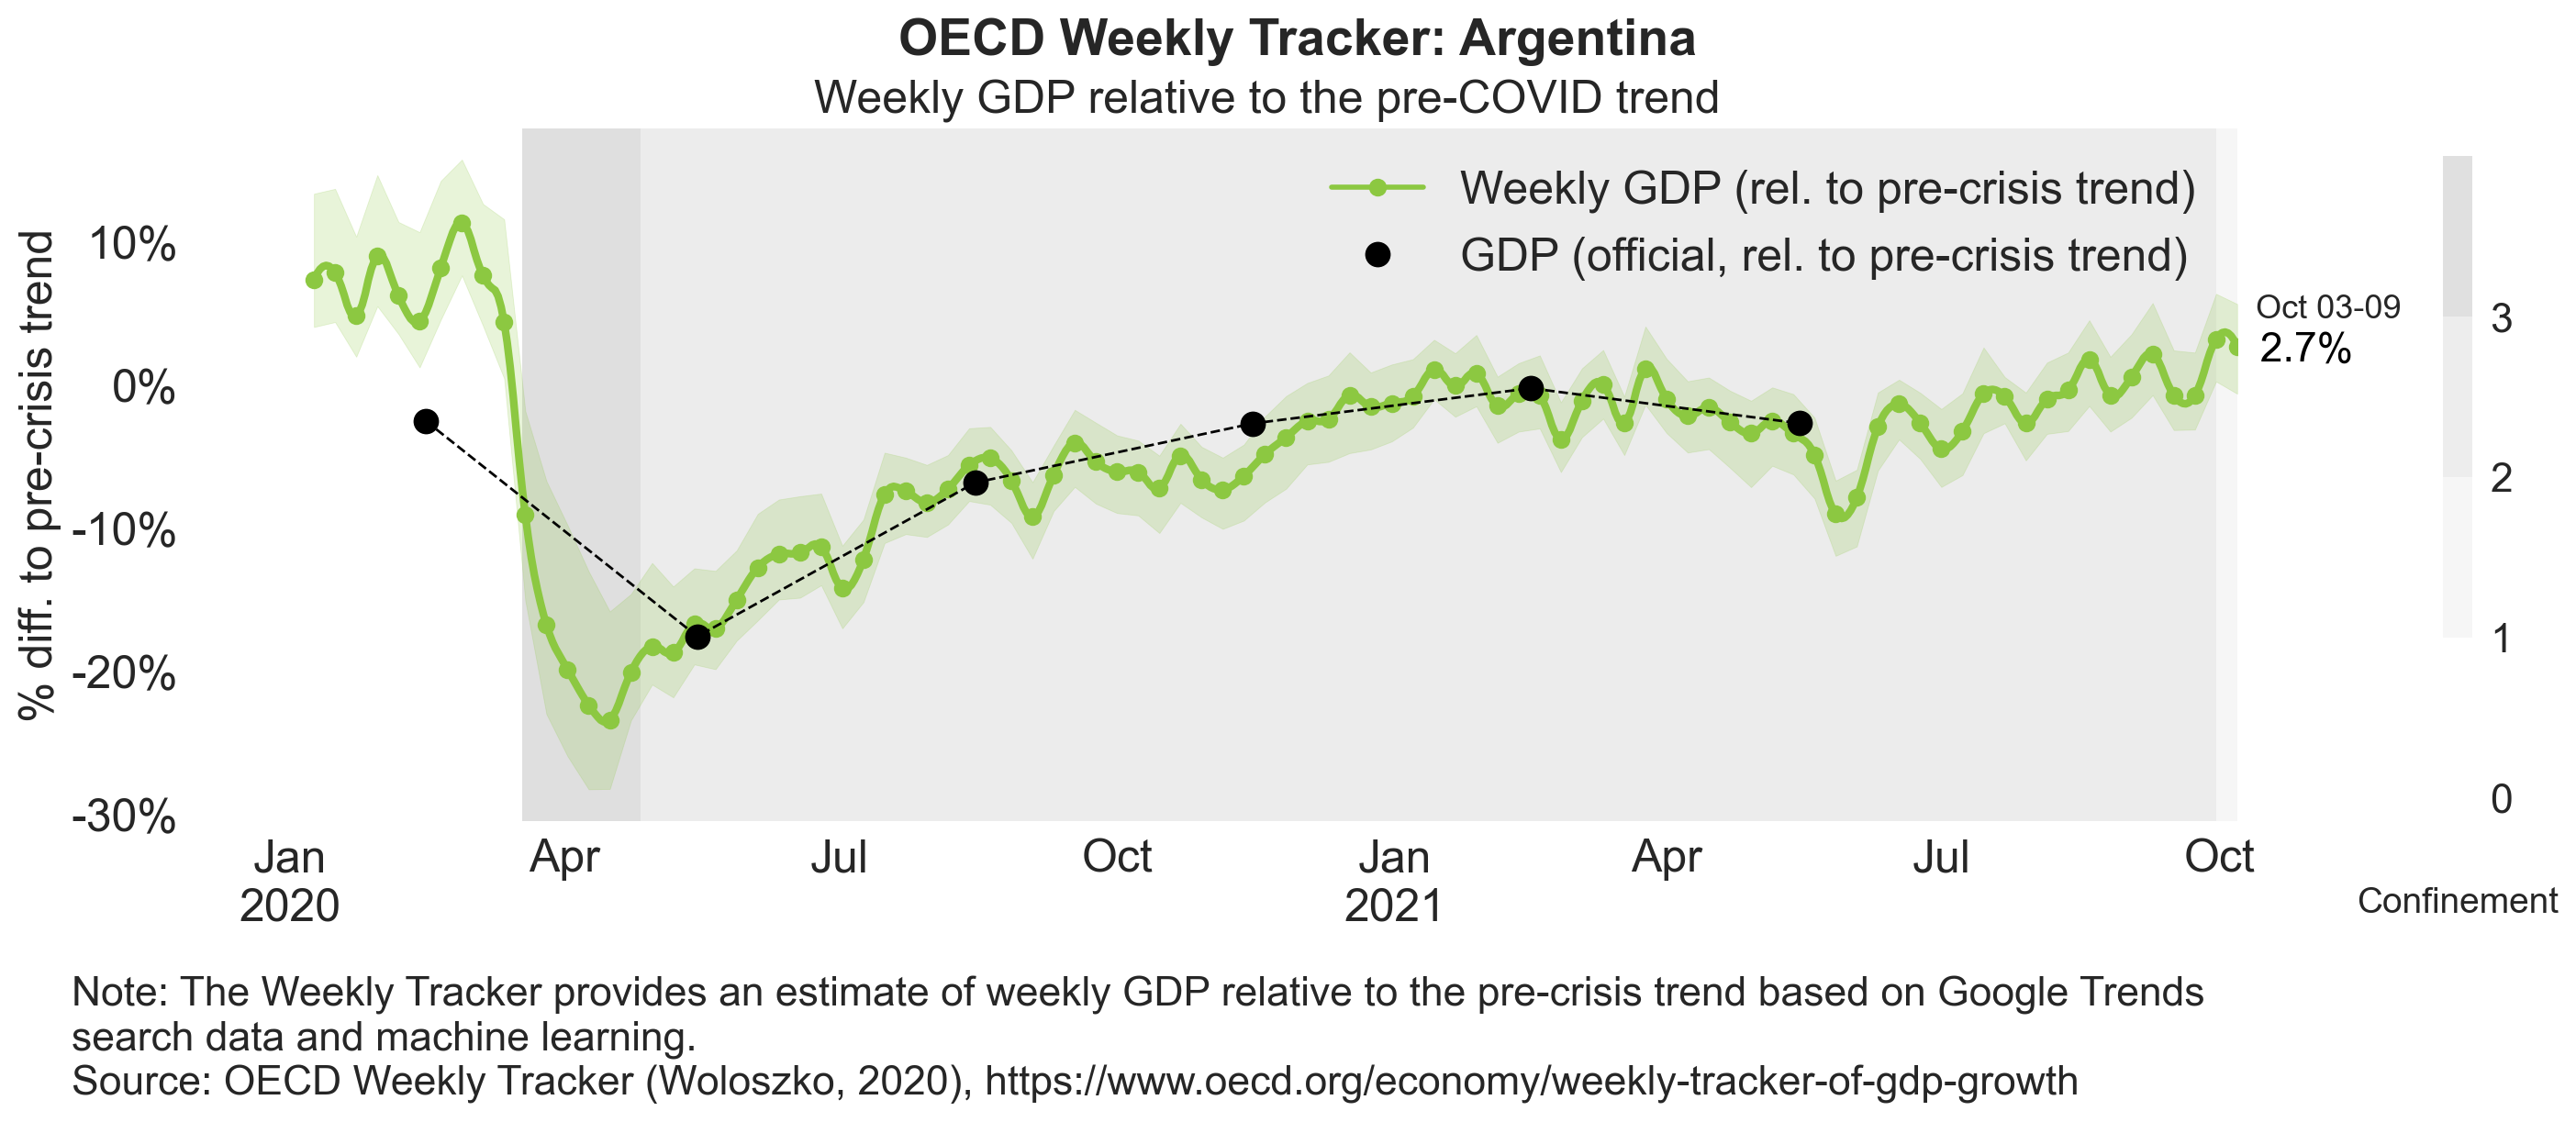 OECD Weekly Tracker: Argentina
Weekly GDP relative to the pre-COVID trend
Weekly GDP (rel. to pre-crisis trend)
GDP (official, rel. to pre-crisis trend)
% diff. to pre-crisis trend
10%
0%
-10%
-20%
-30%
Oct 03-09
2.7%
3
2
1
0
Jan Apr Jul Oct Jan Apr Jul Oct
2020 2021
Confinement
Note: The Weekly Tracker provides an estimate of weekly GDP relative to the pre-crisis trend based on Google Trends
search data and machine learning.
Source: OECD Weekly Tracker (Woloszko, 2020), https://www.oecd.org/economy/weekly-tracker-of-gdp-growth